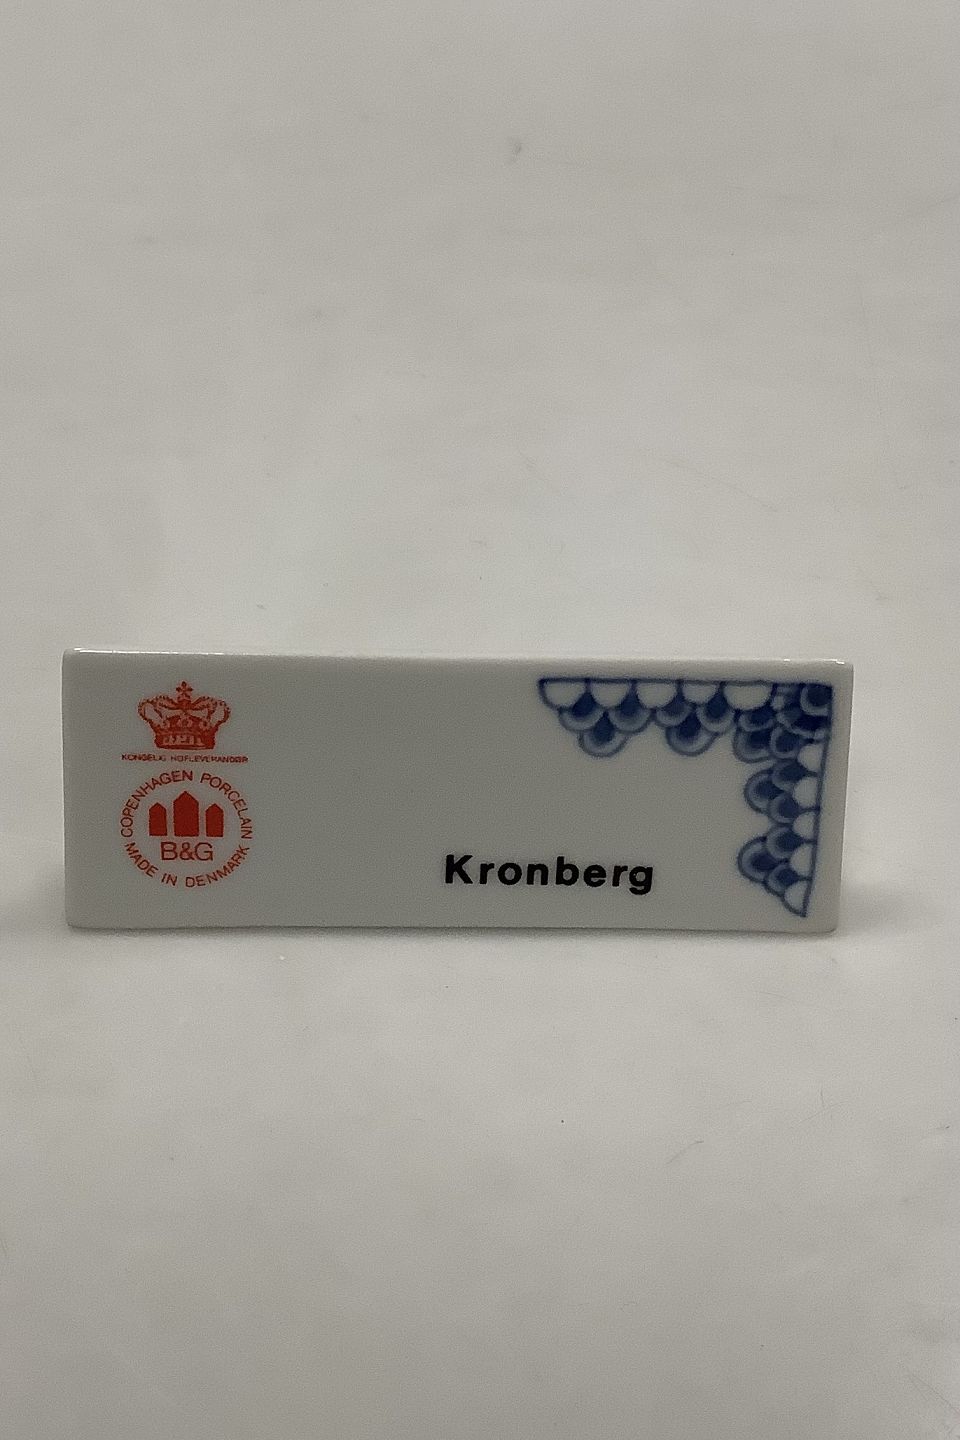 KONGELIG HOFLEVERANDØR
COPENHAGEN PORCELAIN
B&G
MADE IN DENMARK
Kronberg